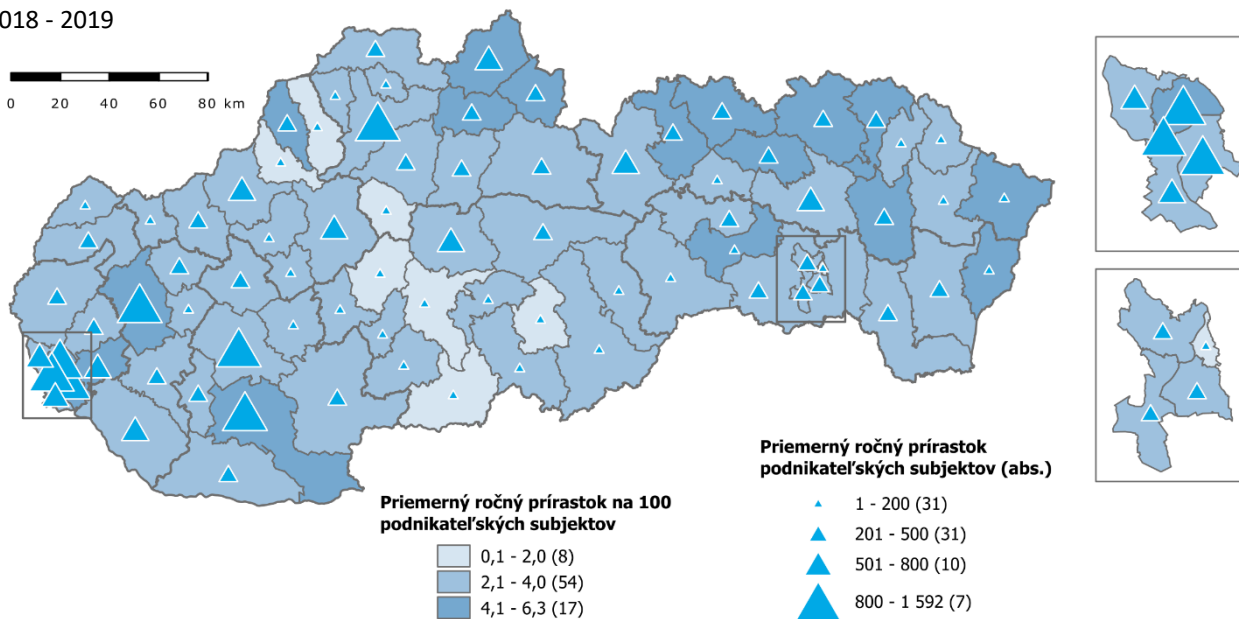 018 - 2019
0 20 40 60 80 km
Priemerný ročný prírastok na 100
podnikateľských subjektov
0,1 - 2,0 (8)
2,1 - 4,0 (54)
4,1 - 6,3 (17)
Priemerný ročný prírastok
podnikateľských subjektov (abs.)
1 - 200 (31)
201 - 500 (31)
501 - 800 (10)
800 - 1 592 (7)